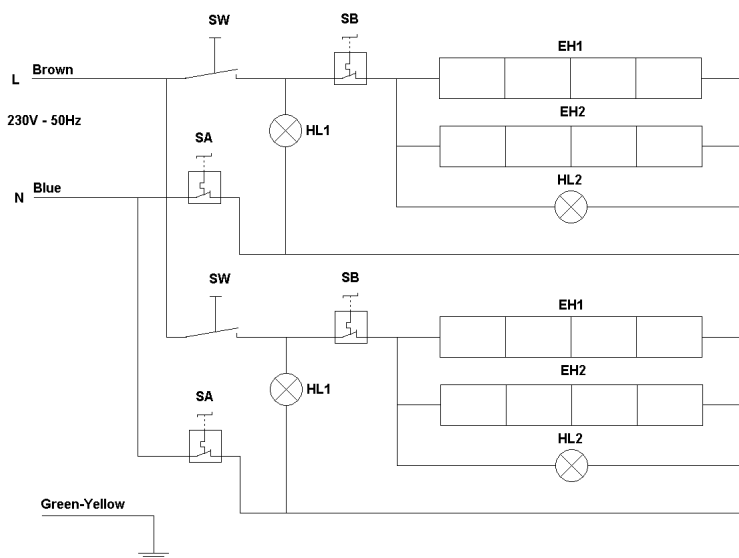 SW
SB
EH1
L
Brown
EH2
230V - 50Hz
HL1
SA
HL2
N
Blue
SW
SB
EH1
EH2
HL1
SA
HL2
Green-Yellow